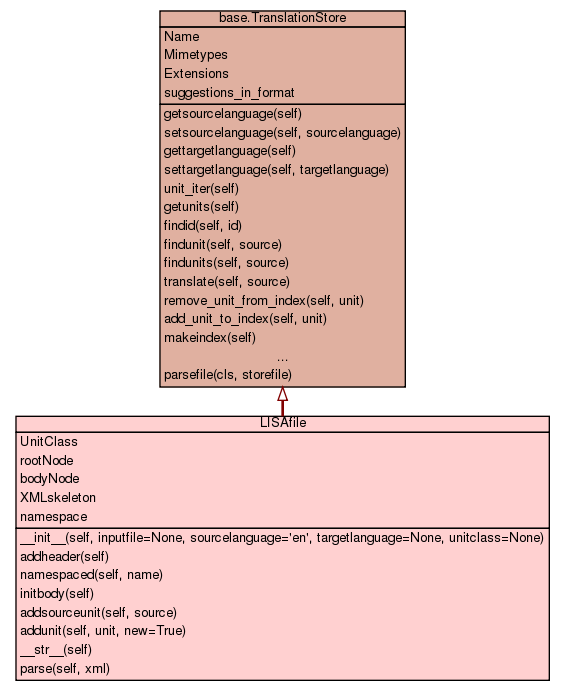 base.TranslationStore
Name
Mimetypes
Extensions
suggestions_in_format
getsourcelanguage(self)
setsourcelanguage(self, sourcelanguage)
gettargetlanguage(self)
settargetlanguage(self, targetlanguage)
unit_iter(self)
getunits(self)
findid(self, id)
findunit(self, source)
findunits(self, source)
translate(self, source)
remove_unit_from_index(self, unit)
add_unit_to_index(self, unit)
makeindex(self)
...
parsefile(cls, storefile)
LISAfile
UnitClass
rootNode
bodyNode
XMLskeleton
namespace
__init__(self, inputfile=None, sourcelanguage='en', targetlanguage=None, unitclass=None)
addheader(self)
namespaced(self, name)
initbody(self)
addsourceunit(self, source)
addunit(self, unit, new=True)
__str__(self)
parse(self, xml)